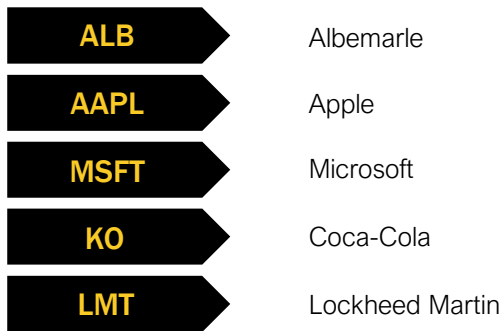 ALB Albemarle
AAPL Apple
MSFT Microsoft
KO Coca-Cola
LMT Lockheed Martin